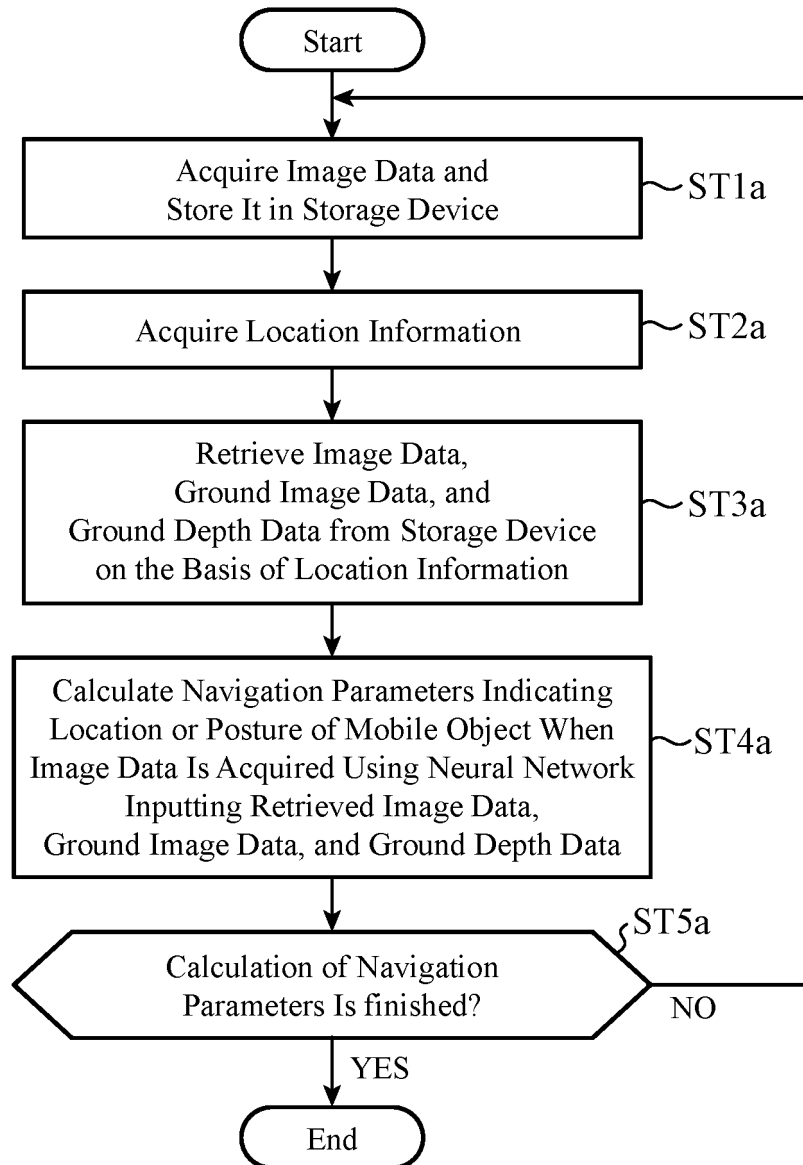 Start
Acquire Image Data and
Store It in Storage Device
ST1a
Acquire Location Information
ST2a
Retrieve Image Data,
Ground Image Data, and
Ground Depth Data from Storage Device
on the Basis of Location Information
ST3a
Calculate Navigation Parameters Indicating
Location or Posture of Mobile Object When
Image Data Is Acquired Using Neural Network
Inputting Retrieved Image Data,
Ground Image Data, and Ground Depth Data
ST4a
ST5a
Calculation of Navigation
Parameters Is finished?
NO
YES
End